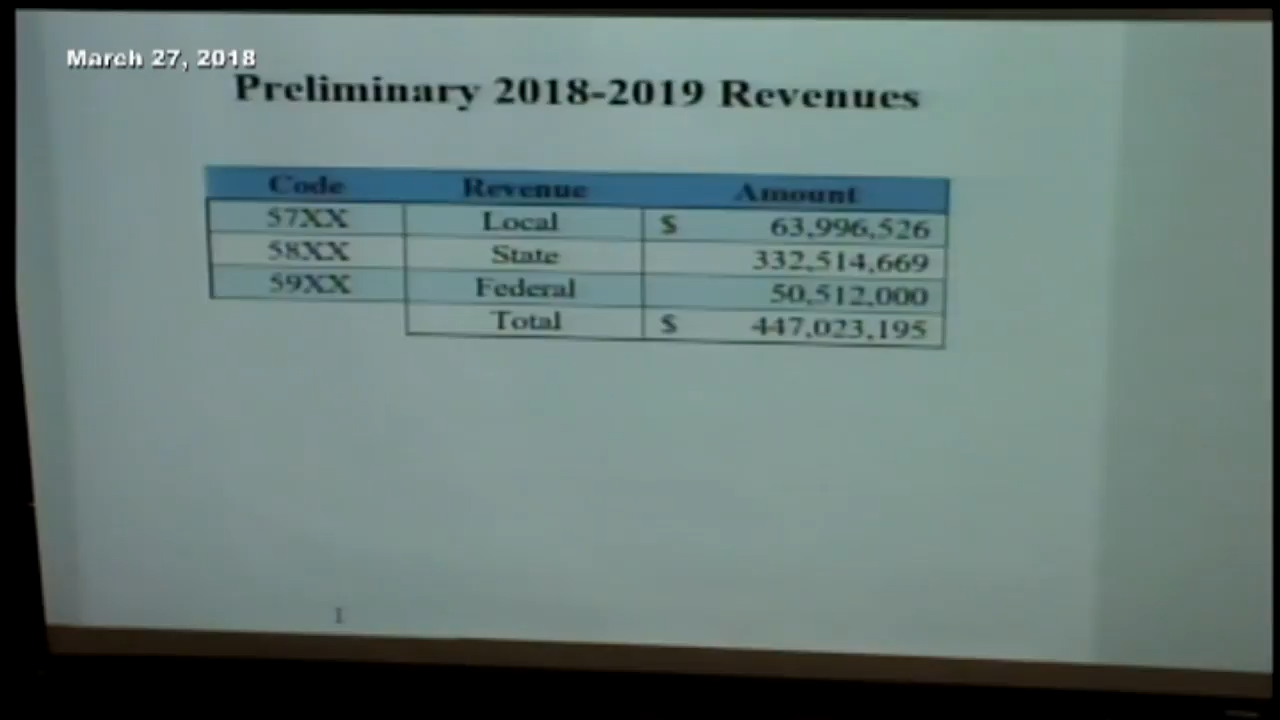 March 27, 2018
Preliminary 2018-2019 Revenues
Code Revenue Amount
57XX Local $ 63,996,526
58XX State 332,514,669
59XX Federal 50,512,000
Total $ 447,023,195
1